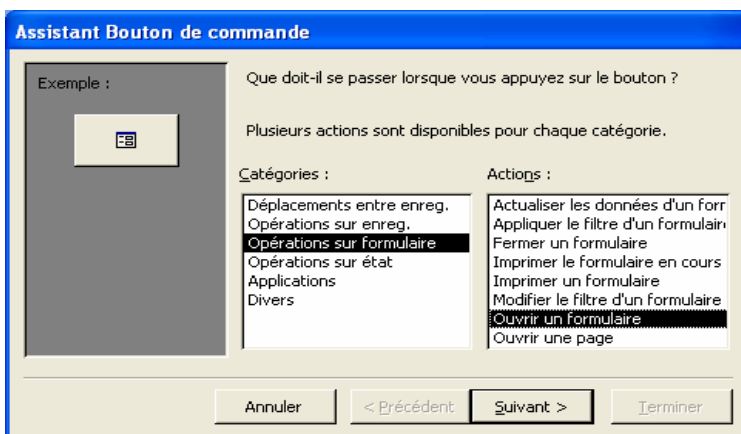 Assistant Bouton de commande
Exemple :
Que doit-il se passer lorsque vous appuyez sur le bouton ?
Plusieurs actions sont disponibles pour chaque catégorie.
Catégories :
Déplacements entre enreg.
Opérations sur enreg.
Opérations sur formulaire
Opérations sur état
Applications
Divers
Actions :
Actualiser les données d'un forr
Appliquer le filtre d'un formulair
Fermer un formulaire
Imprimer le formulaire en cours
Imprimer un formulaire
Modifier le filtre d'un formulaire
Ouvrir un formulaire
Ouvrir une page
Annuler
< Précédent
Suivant >
Terminer